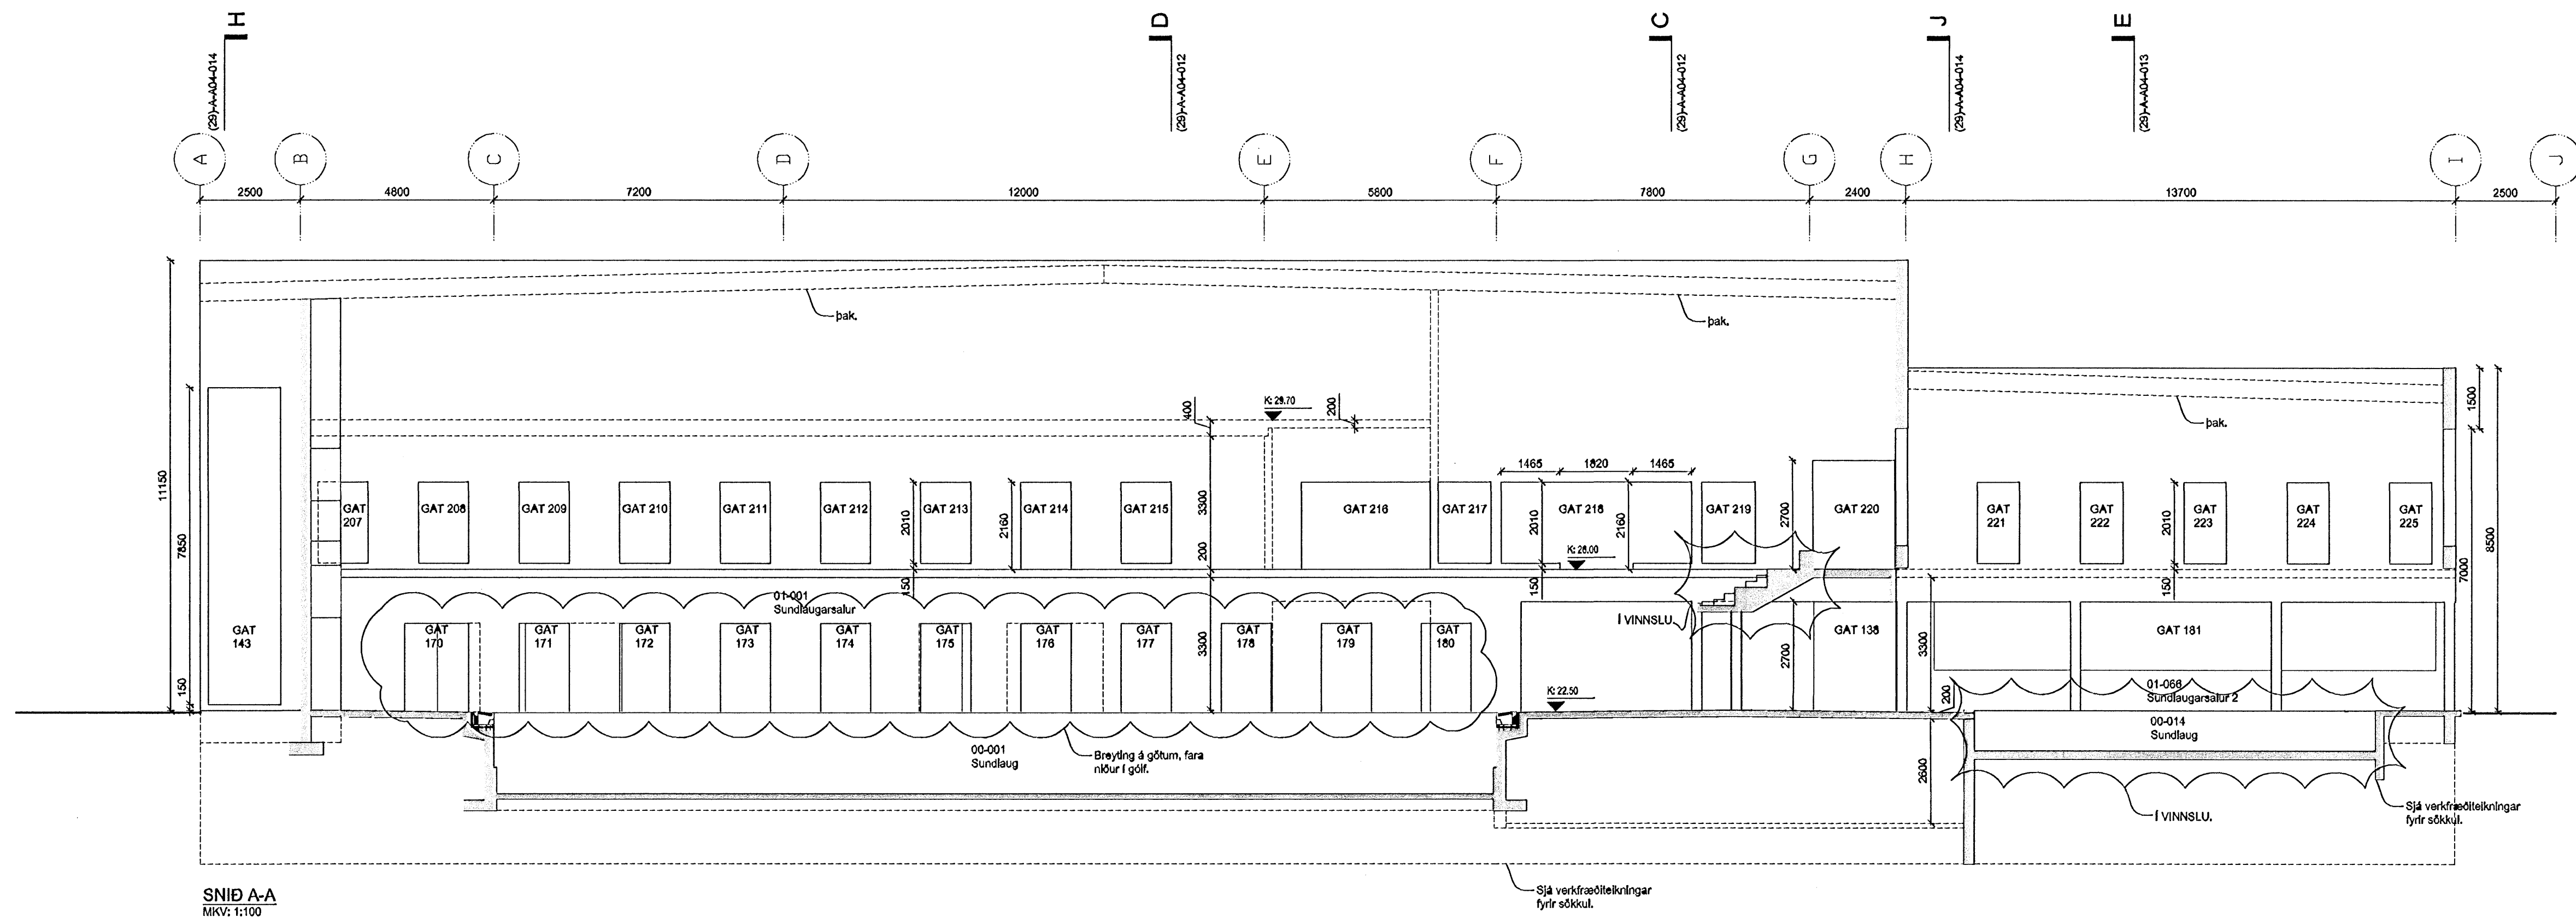 H
D
C
J
E
(29)-A-A04-014
(29)-A-A04-012
(29)-A-A04-012
(29)-A-A04-014
(29)-A-A04-013
A
B
C
D
E
F
G
H
I
J
2500
4800
7200
12000
5800
7800
2400
13700
2500
þak.
þak.
þak.
11150
7850
150
400
K: 29.70
200
1500
8500
7000
1465
1820
1465
GAT
207
GAT 208
GAT 209
GAT 210
GAT 211
GAT 212
GAT 213
GAT 214
GAT 215
GAT 216
GAT 217
GAT 218
GAT 219
GAT 220
GAT
221
GAT
222
GAT
223
GAT
224
GAT
225
2010
2160
3300
200
2010
2160
2700
2010
K: 26.00
150
150
150
01-001
Sundlaugarsalur
Í VINNSLU.
GAT
143
GAT
170
GAT
171
GAT
172
GAT
173
GAT
174
GAT
175
GAT
176
GAT
177
GAT
178
GAT
179
GAT
180
3300
2700
GAT 138
3300
GAT 181
K: 22.50
200
01-066
Sundlaugarsalur 2
00-014
Sundlaug
00-001
Sundlaug
Breyting á götum, fara
niður í gólf.
2600
Í VINNSLU.
Sjá verkfræðiteikningar
fyrir sökkul.
Sjá verkfræðiteikningar
fyrir sökkul.
SNIÐ A-A
MKV: 1:100